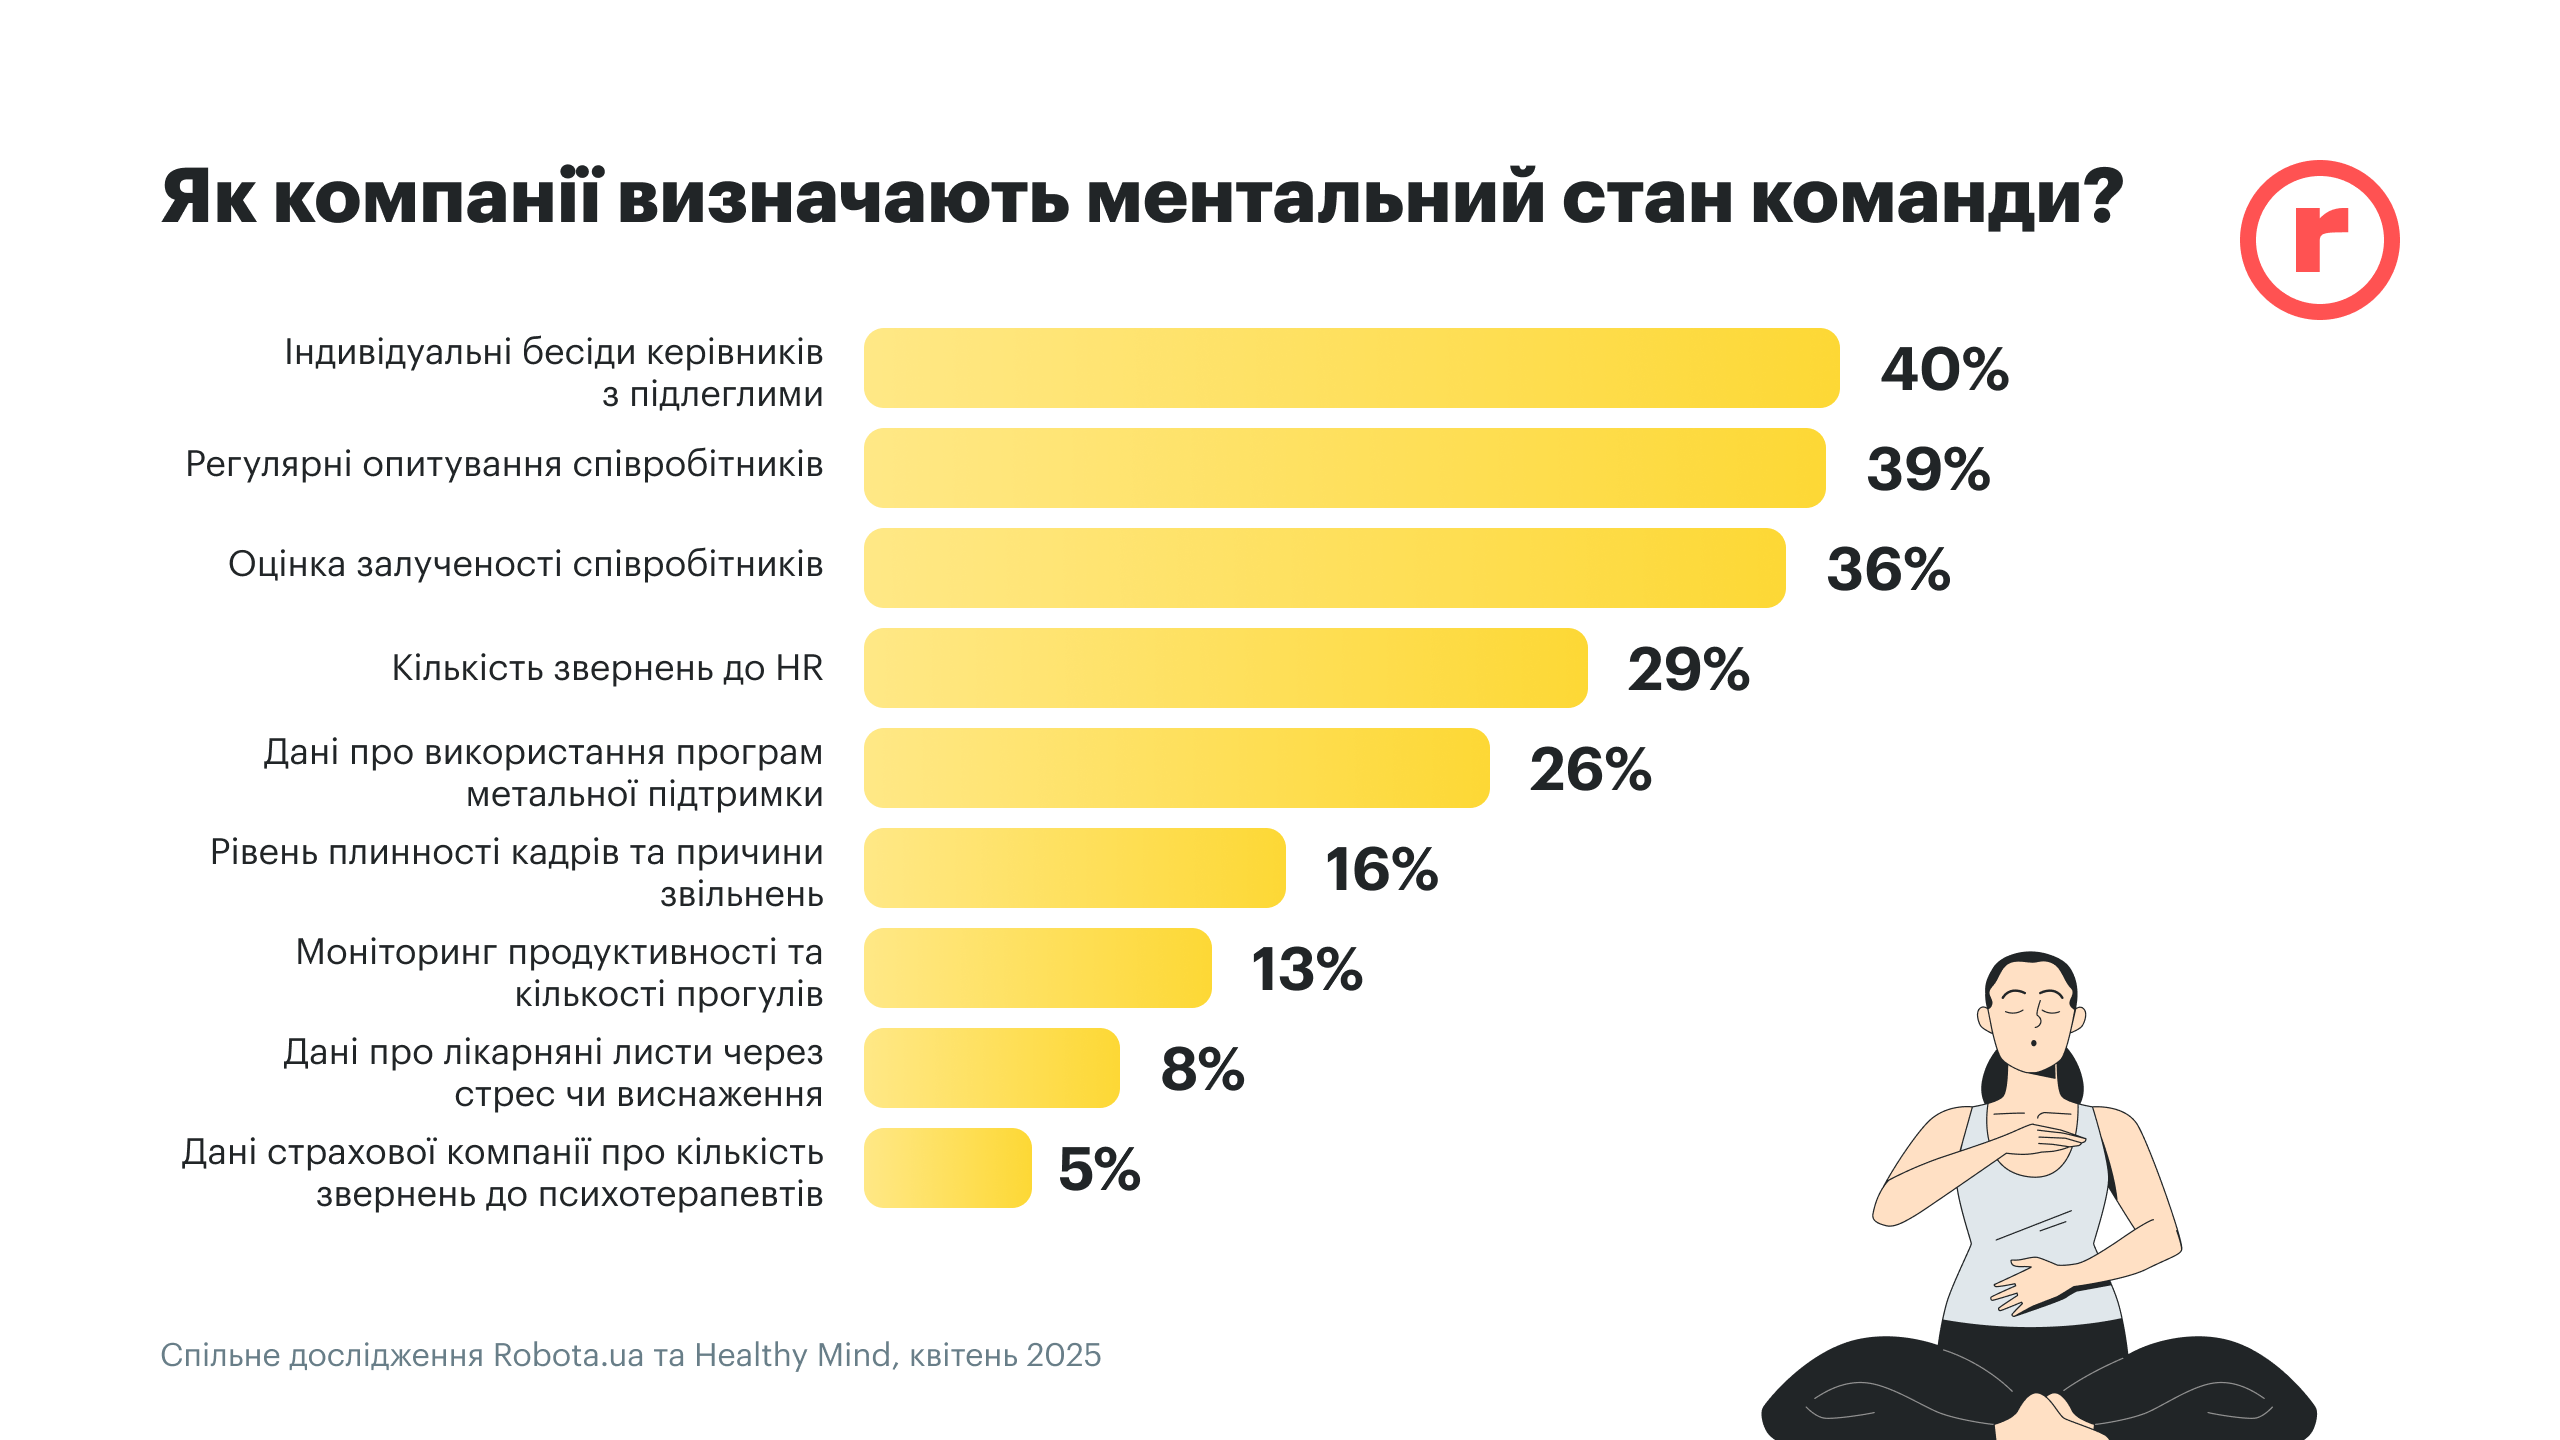 Як компанії визначають ментальний стан команди?
r
Індивідуальні бесіди керівників
з підлеглими
40%
Регулярні опитування співробітників
39%
Оцінка залученості співробітників
36%
Кількість звернень до HR
29%
Дані про використання програм
метальної підтримки
26%
Рівень плинності кадрів та причини
звільнень
16%
Моніторинг продуктивності та
кількості прогулів
13%
Дані про лікарняні листи через
стрес чи виснаження
8%
Дані страхової компанії про кількість
звернень до психотерапевтів
5%
Спільне дослідження Robota.ua та Healthy Mind, квітень 2025